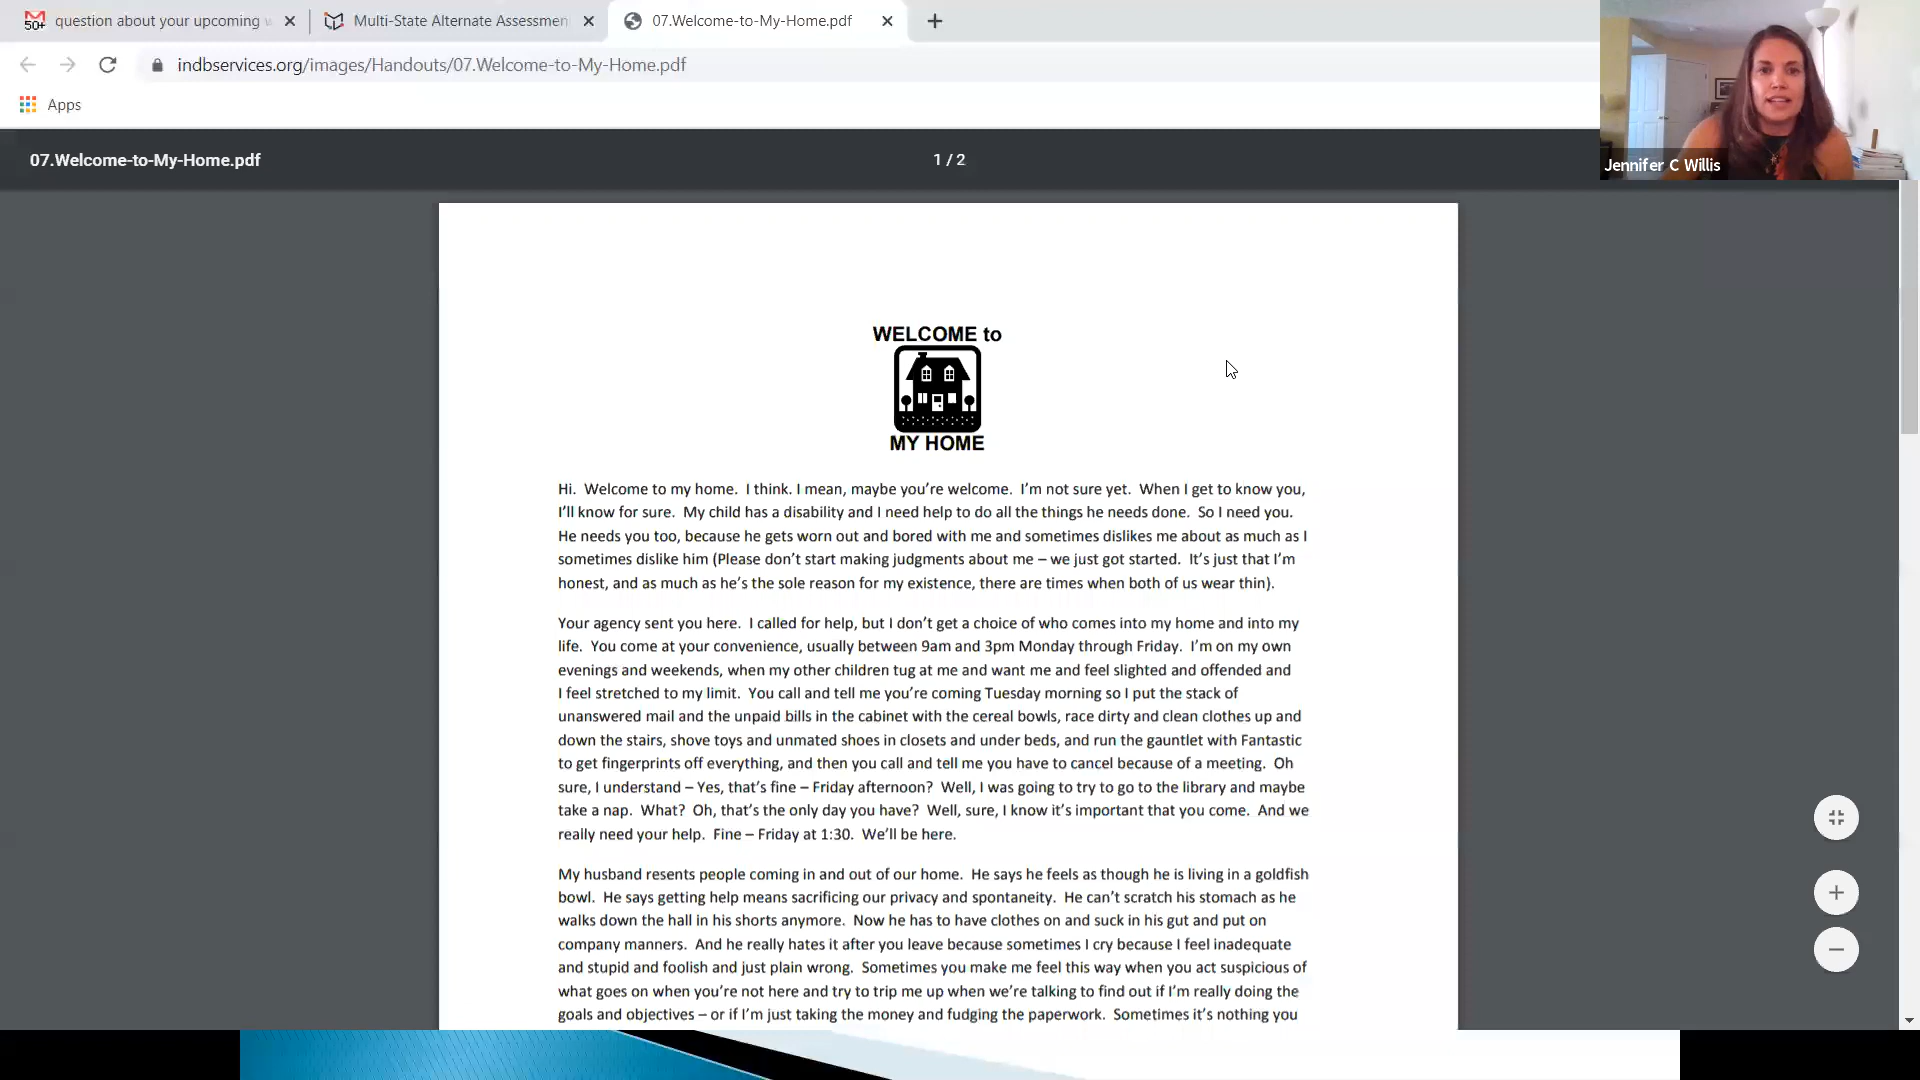 question about your upcoming
Multi-State Alternate Assessmen
07.Welcome-to-My-Home.pdf
indbservices.org/images/Handouts/07.Welcome-to-My-Home.pdf
Apps
07.Welcome-to-My-Home.pdf
1 / 2
Jennifer C Willis
WELCOME to
MY HOME
Hi. Welcome to my home. I think. I mean, maybe you’re welcome. I’m not sure yet. When I get to know you,
I’ll know for sure. My child has a disability and I need help to do all the things he needs done. So I need you.
He needs you too, because he gets worn out and bored with me and sometimes dislikes me about as much as I
sometimes dislike him (Please don’t start making judgments about me – we just got started. It’s just that I’m
honest, and as much as he’s the sole reason for my existence, there are times when both of us wear thin).
Your agency sent you here. I called for help, but I don’t get a choice of who comes into my home and into my
life. You come at your convenience, usually between 9am and 3pm Monday through Friday. I’m on my own
evenings and weekends, when my other children tug at me and want me and feel slighted and offended and
I feel stretched to my limit. You call and tell me you’re coming Tuesday morning so I put the stack of
unanswered mail and the unpaid bills in the cabinet with the cereal bowls, race dirty and clean clothes up and
down the stairs, shove toys and unmated shoes in closets and under beds, and run the gauntlet with Fantastic
to get fingerprints off everything, and then you call and tell me you have to cancel because of a meeting. Oh
sure, I understand – Yes, that’s fine – Friday afternoon? Well, I was going to try to go to the library and maybe
take a nap. What? Oh, that’s the only day you have? Well, sure, I know it’s important that you come. And we
really need your help. Fine – Friday at 1:30. We’ll be here.
My husband resents people coming in and out of our home. He says he feels as though he is living in a goldfish
bowl. He says getting help means sacrificing our privacy and spontaneity. He can’t scratch his stomach as he
walks down the hall in his shorts anymore. Now he has to have clothes on and suck in his gut and put on
company manners. And he really hates it after you leave because sometimes I cry because I feel inadequate
and stupid and foolish and just plain wrong. Sometimes you make me feel this way when you act suspicious of
what goes on when you’re not here and try to trip me up when we’re talking to find out if I’m really doing the
goals and objectives – or if I’m just taking the money and fudging the paperwork. Sometimes it’s nothing you